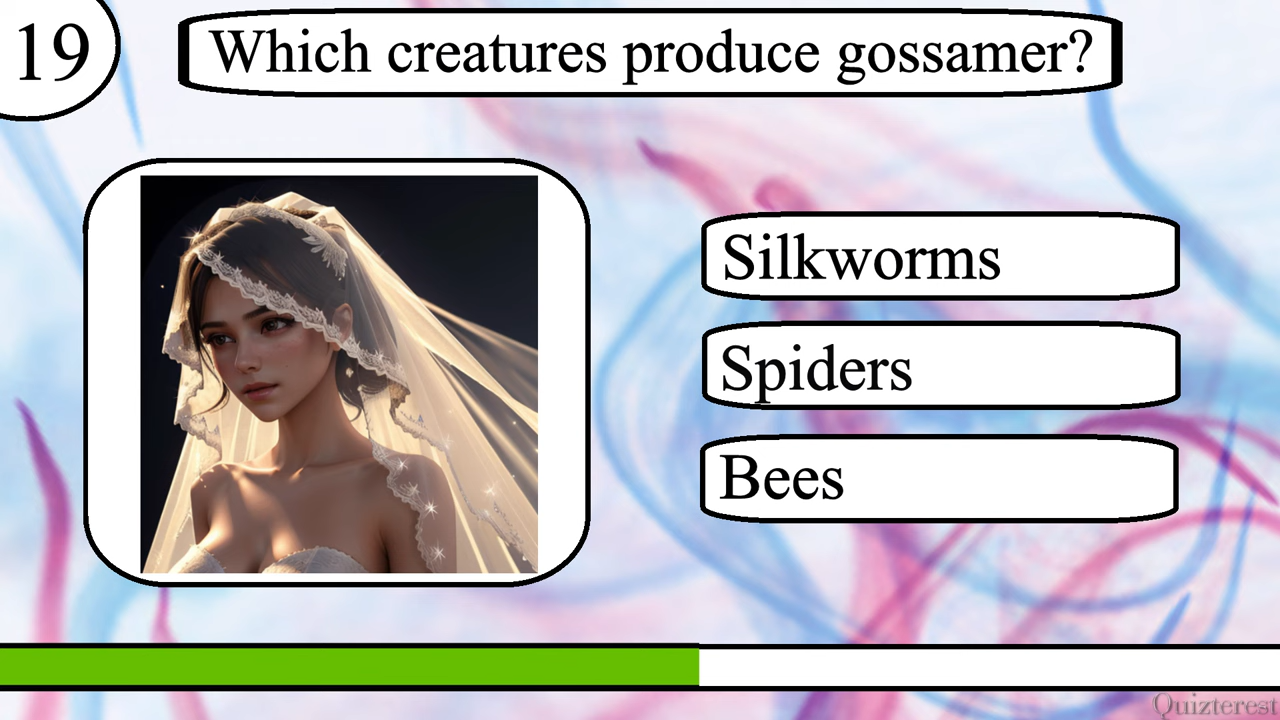 19
Which creatures produce gossamer?
Silkworms
Spiders
Bees
Quizterest